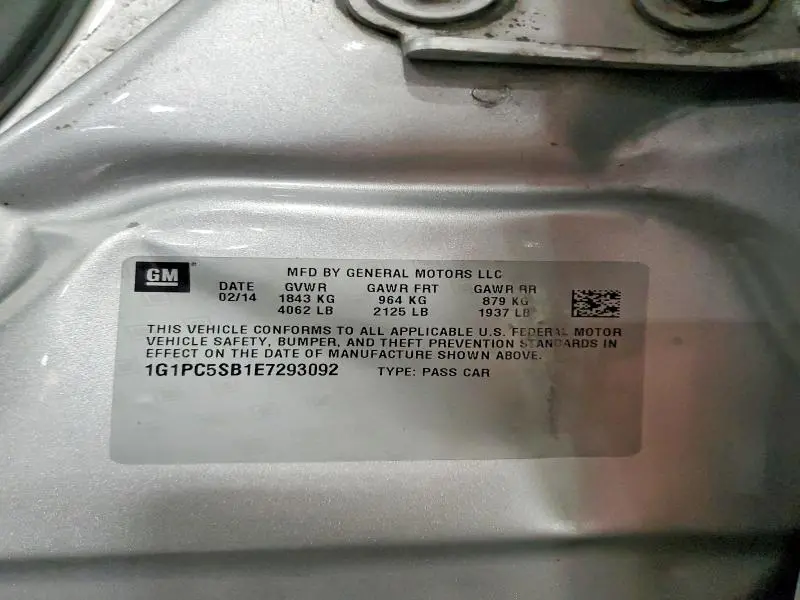 GM
MFD BY GENERAL MOTORS LLC
DATE GVWR GAWR FRT GAWR RR
02/14 1843 KG 964 KG 879 KG
4062 LB 2125 LB 1937 LB
THIS VEHICLE CONFORMS TO ALL APPLICABLE U.S. FEDERAL MOTOR
VEHICLE SAFETY, BUMPER, AND THEFT PREVENTION STANDARDS IN
EFFECT ON THE DATE OF MANUFACTURE SHOWN ABOVE.
1G1PC5SB1E7293092 TYPE: PASS CAR